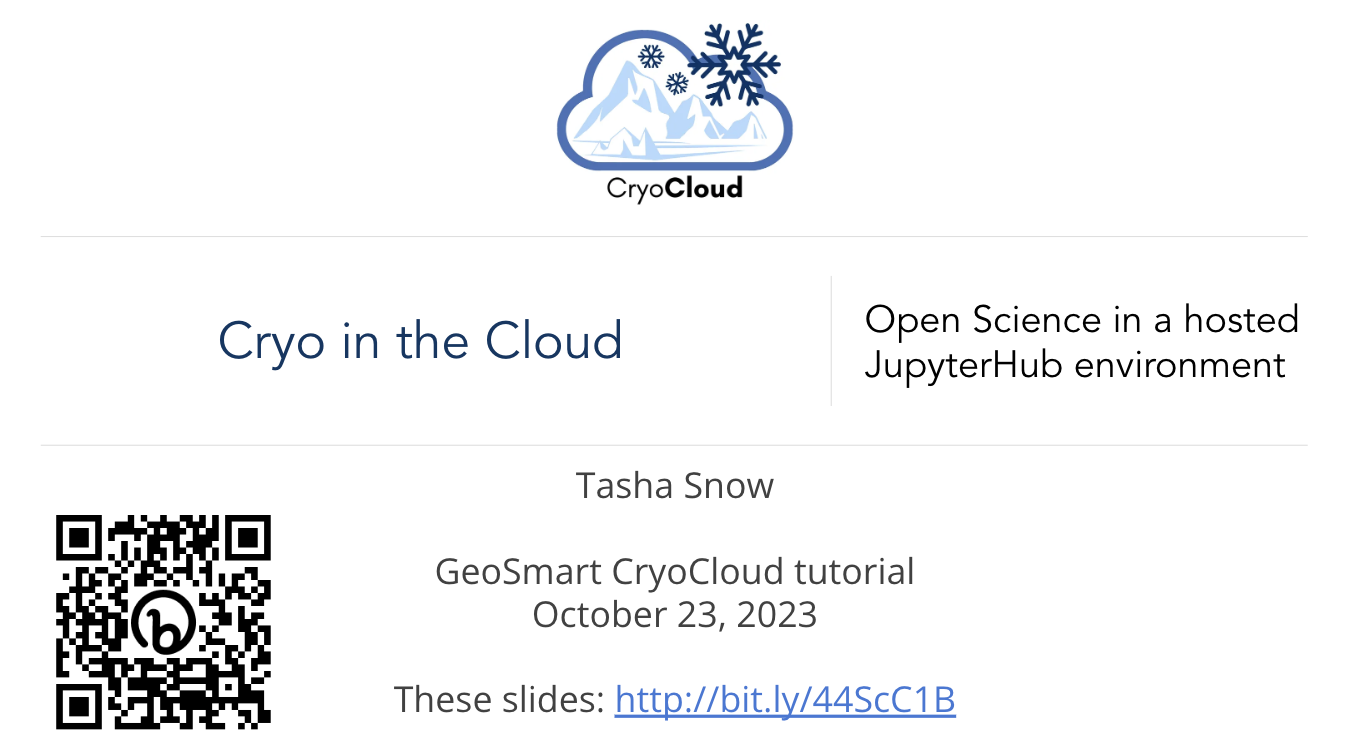 CryoCloud
Cryo in the Cloud
Open Science in a hosted
JupyterHub environment
Tasha Snow
GeoSmart CryoCloud tutorial
October 23, 2023
These slides: http://bit.ly/44ScC1B